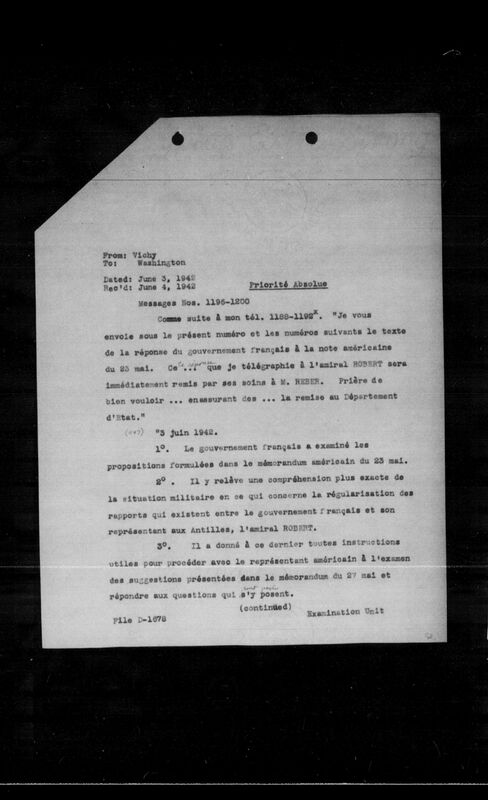 From: Vichy
To: Washington
Dated: June 3, 1942
Rec'd: June 4, 1942
Priorité Absolue
Messages Nos. 1196-1200
Comme suite à mon tél. 1188-1192x. "Je vous
envoie sous le présent numéro et les numéros suivants le texte
de la réponse du gouvernement français à la note américaine
du 23 mai. Ce ... que je télégraphie à l'amiral ROBERT sera
immédiatement remis par ses soins à M. REBER. Prière de
bien vouloir ... enassurant des ... la remise au Département
d'Etat."
"3 juin 1942.
1°. Le gouvernement français a examiné les
propositions formulées dans le mémorandum américain du 23 mai.
2°. Il y relève une compréhension plus exacte de
la situation militaire en ce qui concerne la régularisation des
rapports qui existent entre le gouvernement français et son
représentant aux Antilles, l'amiral ROBERT.
3°. Il a donné à ce dernier toutes instructions
utiles pour procéder avec le représentant américain à l'examen
des suggestions présentées dans le mémorandum du 27 mai et
répondre aux questions qui s'y posent.
(continued)
File D-1678
Examination Unit